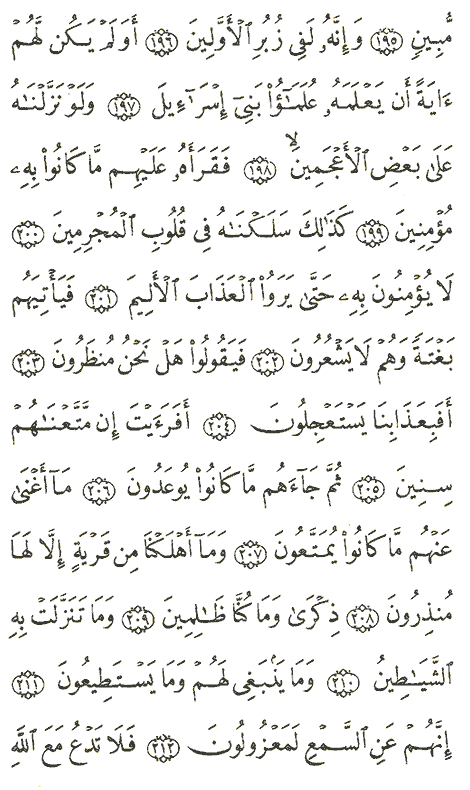 مُّبِينٖ ١٩٥ وَإِنَّهُۥ لَفِي زُبُرِ ٱلۡأَوَّلِينَ ١٩٦ أَوَلَمۡ يَكُن لَّهُمۡ
ءَايَةً أَن يَعۡلَمَهُۥ عُلَمَٰٓؤُاْ بَنِيٓ إِسۡرَٰٓءِيلَ ١٩٧ وَلَوۡ نَزَّلۡنَٰهُ
عَلَىٰ بَعۡضِ ٱلۡأَعۡجَمِينَۙ ١٩٨ فَقَرَأَهُۥ عَلَيۡهِم مَّا كَانُواْ بِهِۦ
مُؤۡمِنِينَ ١٩٩ كَذَٰلِكَ سَلَكۡنَٰهُ فِي قُلُوبِ ٱلۡمُجۡرِمِينَ ٢٠٠
لَا يُؤۡمِنُونَ بِهِۦ حَتَّىٰ يَرَوُاْ ٱلۡعَذَابَ ٱلۡأَلِيمَ ٢٠١ فَيَأۡتِيَهُم
بَغۡتَةٗ وَهُمۡ لَا يَشۡعُرُونَ ٢٠٢ فَيَقُولُواْ هَلۡ نَحۡنُ مُنظَرُونَ ٢٠٣
أَفَبِعَذَابِنَا يَسۡتَعۡجِلُونَ ٢٠٤ أَفَرَءَيۡتَ إِن مَّتَّعۡنَٰهُمۡ
سِنِينَ ٢٠٥ ثُمَّ جَآءَهُم مَّا كَانُواْ يُوعَدُونَ ٢٠٦ مَآ أَغۡنَىٰ
عَنۡهُم مَّا كَانُواْ يُمَتَّعُونَ ٢٠٧ وَمَآ أَهۡلَكۡنَا مِن قَرۡيَةٍ إِلَّا لَهَا
مُنذِرُونَ ٢٠٨ ذِكۡرَىٰ وَمَا كُنَّا ظَٰلِمِينَ ٢٠٩ وَمَا تَنَزَّلَتۡ بِهِ
ٱلشَّيَٰطِينُ ٢١٠ وَمَا يَنۢبَغِي لَهُمۡ وَمَا يَسۡتَطِيعُونَ ٢١١
إِنَّهُمۡ عَنِ ٱلسَّمۡعِ لَمَعۡزُولُونَ ٢١٢ فَلَا تَدۡعُ مَعَ ٱللَّهِ